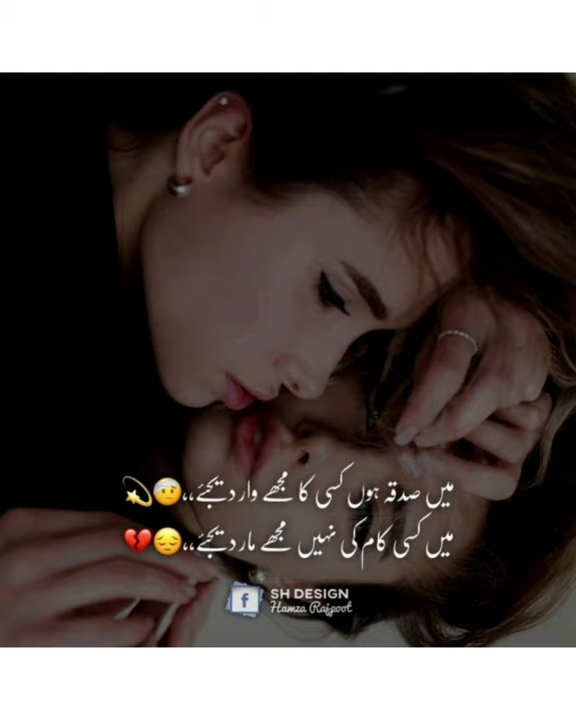 میں صدقہ ہوں کسی کا مجھے وار دیجئے،،🤕💫
میں کسی کام کی نہیں مجھے مار دیجئے،،😔💔
f SH DESIGN
Hamza Rajpoot